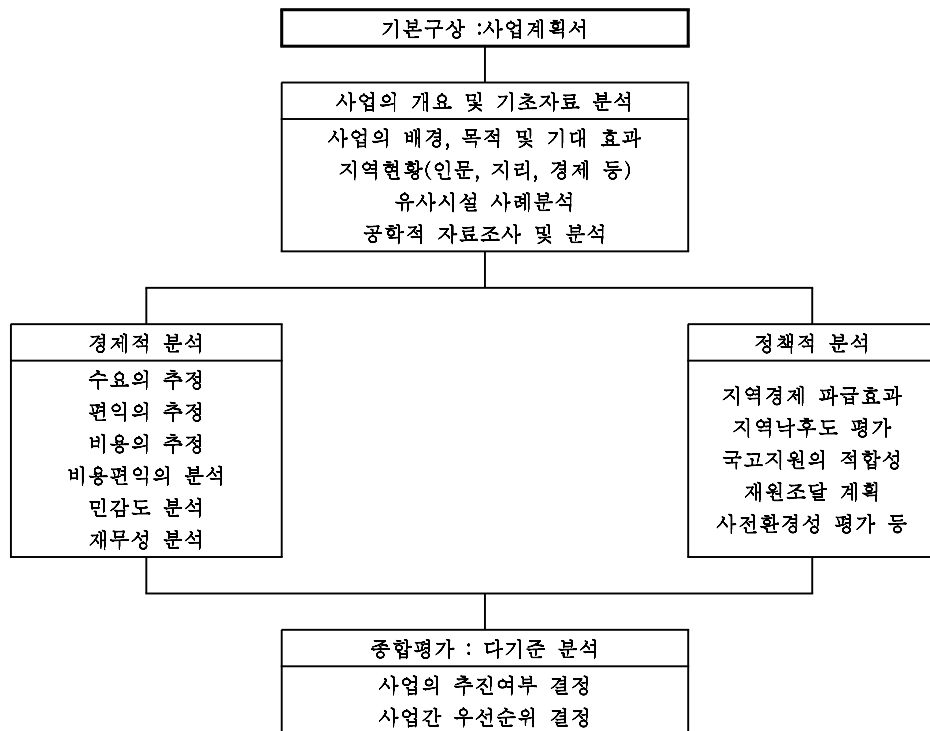 기본구상 :사업계획서
사업의 개요 및 기초자료 분석
사업의 배경, 목적 및 기대 효과
지역현황(인문, 지리, 경제 등)
유사시설 사례분석
공학적 자료조사 및 분석
경제적 분석
수요의 추정
편익의 추정
비용의 추정
비용편익의 분석
민감도 분석
재무성 분석
정책적 분석
지역경제 파급효과
지역낙후도 평가
국고지원의 적합성
재원조달 계획
사전환경성 평가 등
종합평가 : 다기준 분석
사업의 추진여부 결정
사업간 우선순위 결정